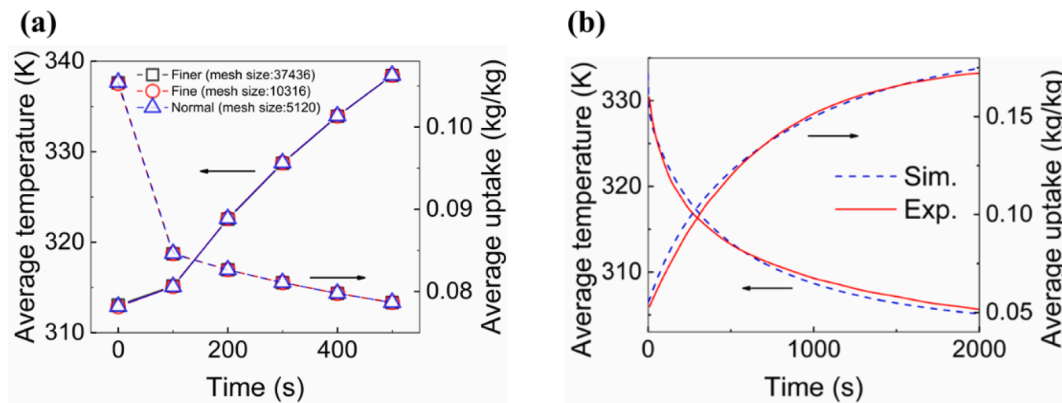 (a)
(b)
Average temperature (K)
340
330
320
310
Finer (mesh size:37436)
Fine (mesh size:10316)
Normal (mesh size:5120)
0.10
0.09
0.08
Average uptake (kg/kg)
0 200 400
Time (s)
Average temperature (K)
330
320
310
Sim.
Exp.
0.15
0.10
0.05
Average uptake (kg/kg)
0 1000 2000
Time (s)